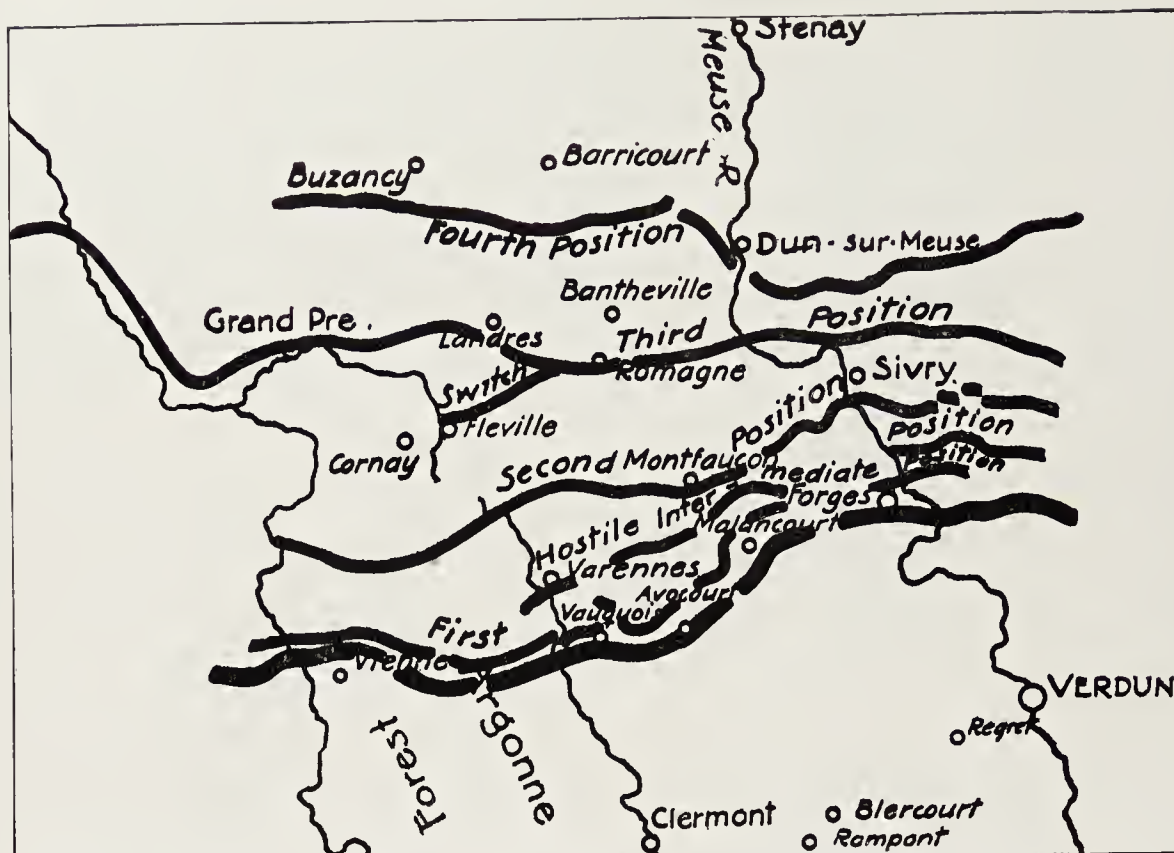 Stenay
Meuse R
Barricourt
Buzancy
Fourth Position
Dun-sur-Meuse
Bantheville
Grand Pre.
Landres
Third Position
Romagne
Switch
Sivry
Fleville
Cornay
Second Position
Montfaucon
Position
Hostile Intermediate Position
Forges
Malancourt
Varennes
Avocourt
Vauquois
First
Vienne
Argonne
Forest
VERDUN
Regret
Clermont
Blercourt
Rampont